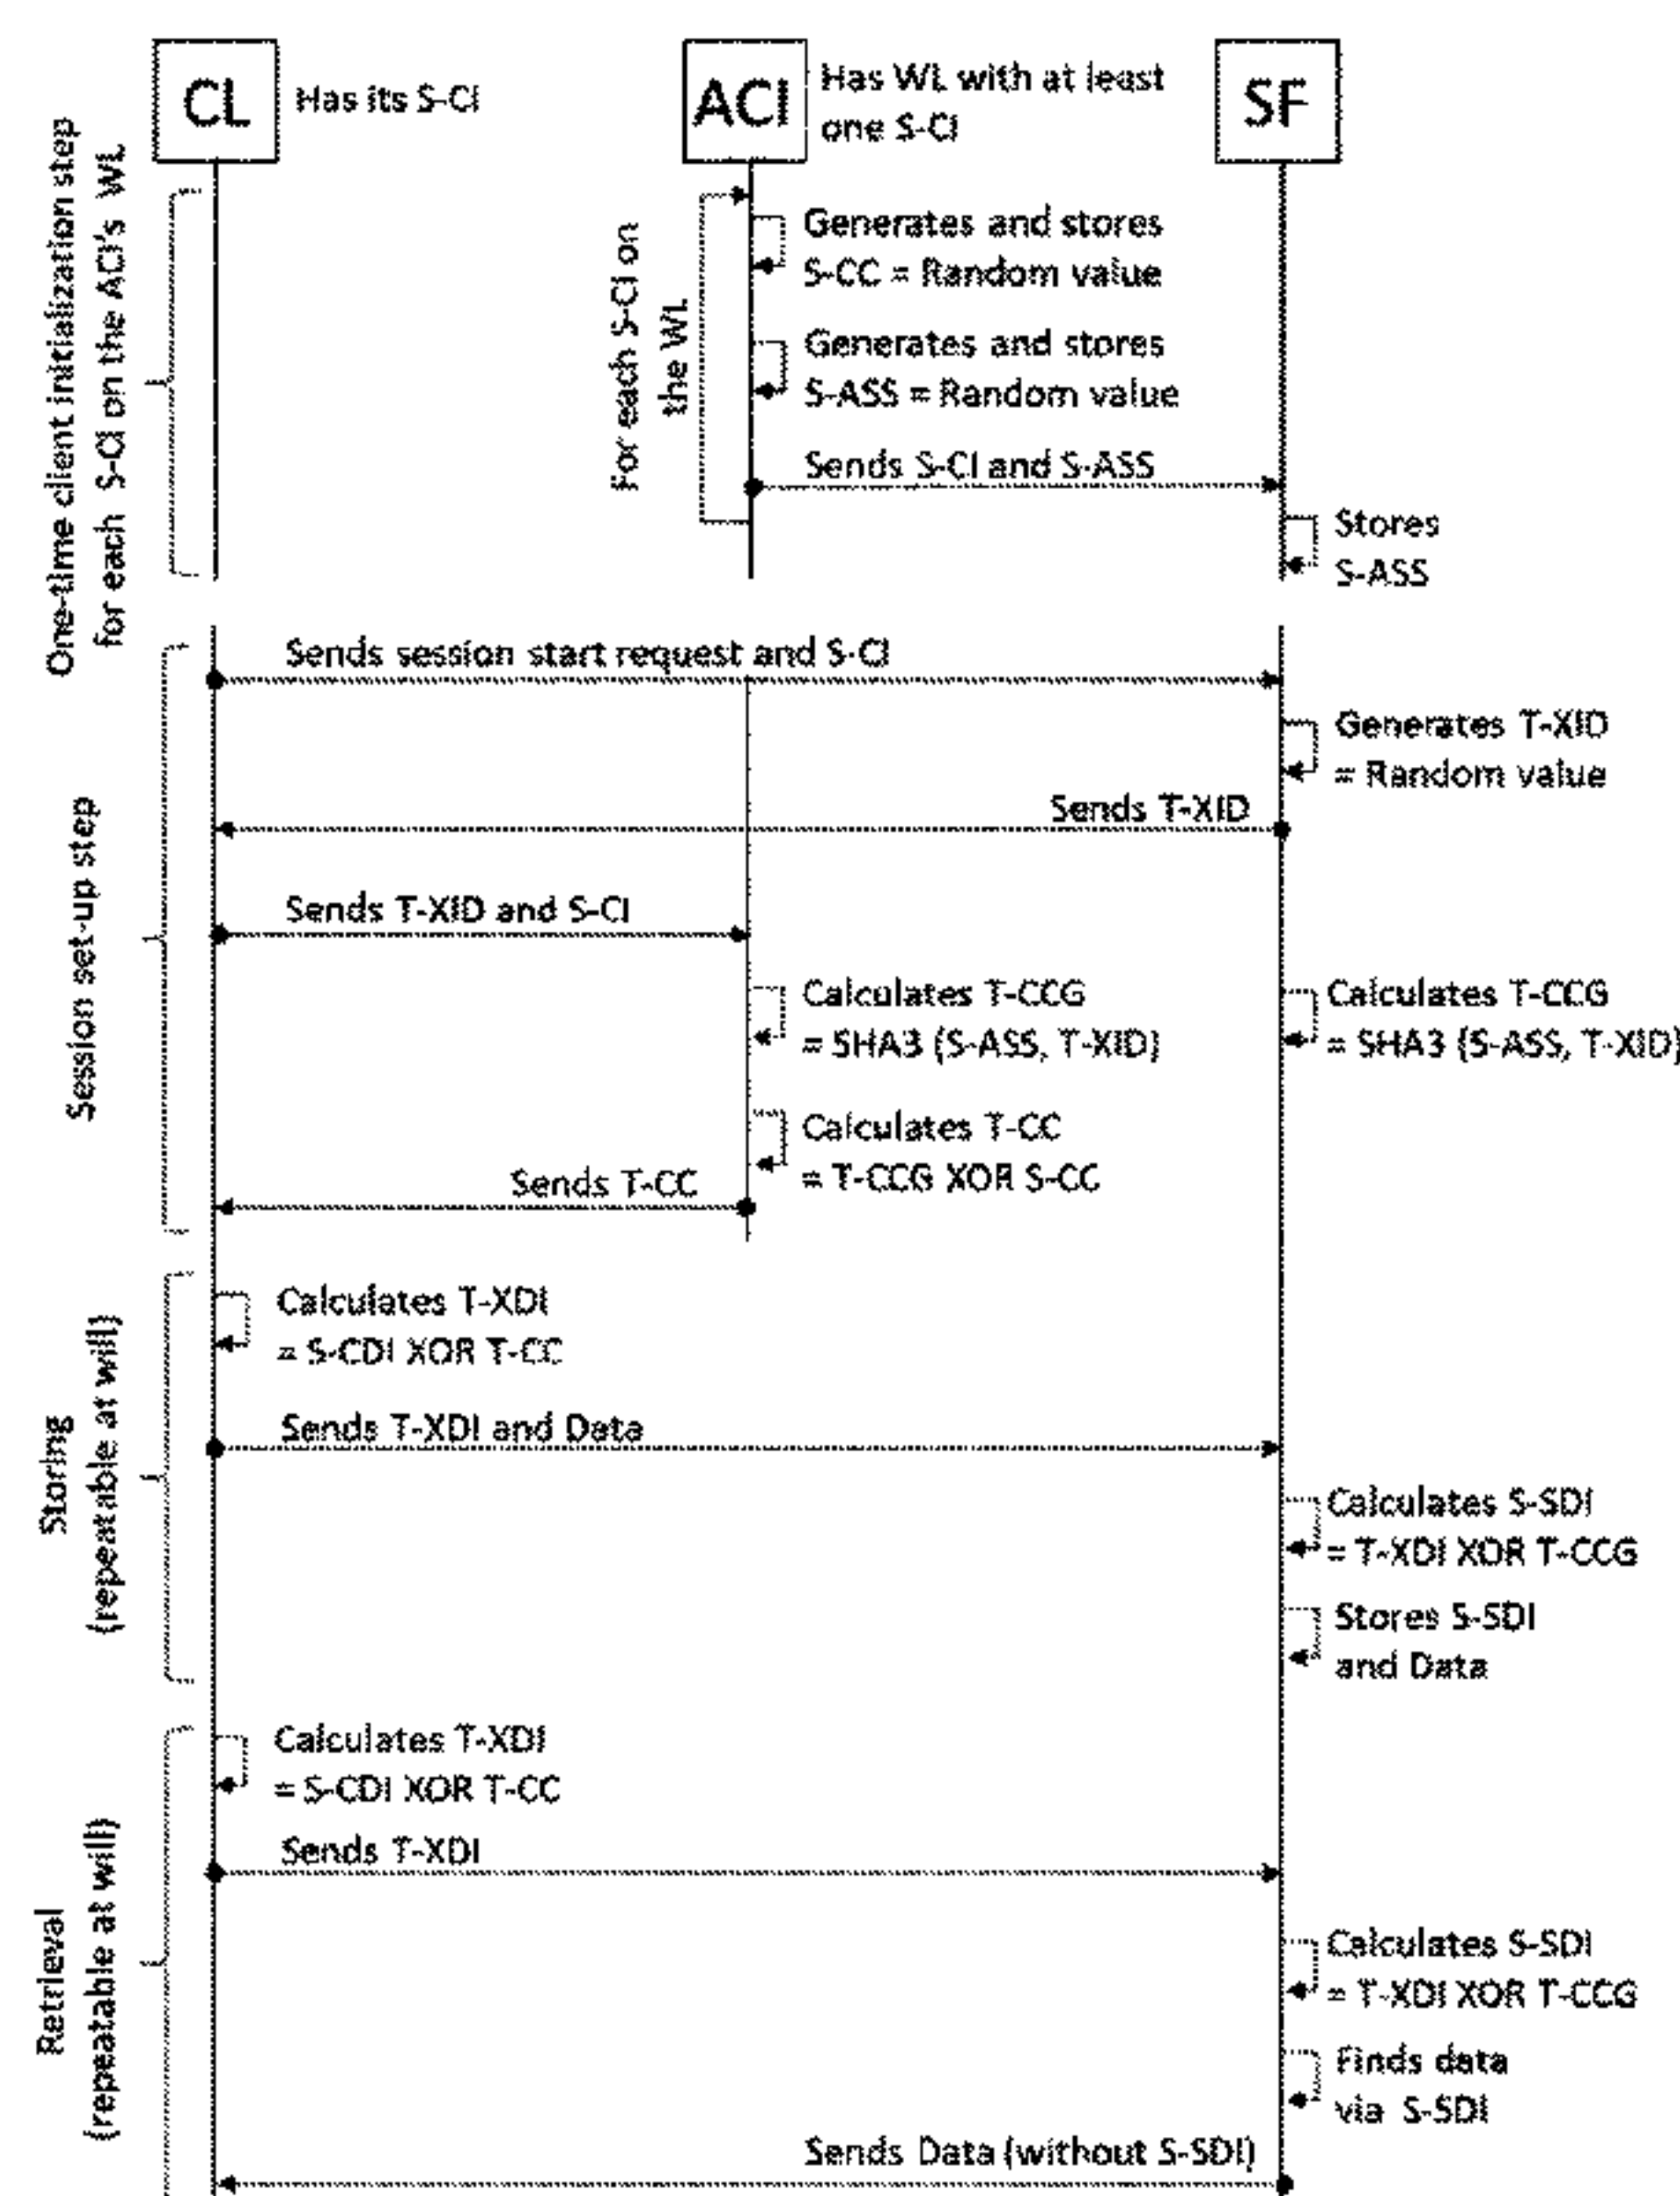 CL
Has its S-CI
ACI
Has WL with at least
one S-CI
SF
One-time client initialization step
for each S-CI on the ACI's WL
For each S-CI on
the WL
Generates and stores
S-CC = Random value
Generates and stores
S-ASS = Random value
Sends S-CI and S-ASS
Stores
S-ASS
Session set-up step
Sends session start request and S-CI
Generates T-XID
= Random value
Sends T-XID
Sends T-XID and S-CI
Calculates T-CCG
= SHA3 (S-ASS, T-XID)
Calculates T-CCG
= SHA3 (S-ASS, T-XID)
Calculates T-CC
= T-CCG XOR S-CC
Sends T-CC
Storing
(repeatable at will)
Calculates T-XDI
= S-CDI XOR T-CC
Sends T-XDI and Data
Calculates S-SDI
= T-XDI XOR T-CCG
Stores S-SDI
and Data
Retrieval
(repeatable at will)
Calculates T-XDI
= S-CDI XOR T-CC
Sends T-XDI
Calculates S-SDI
= T-XDI XOR T-CCG
Finds data
via S-SDI
Sends Data (without S-SDI)